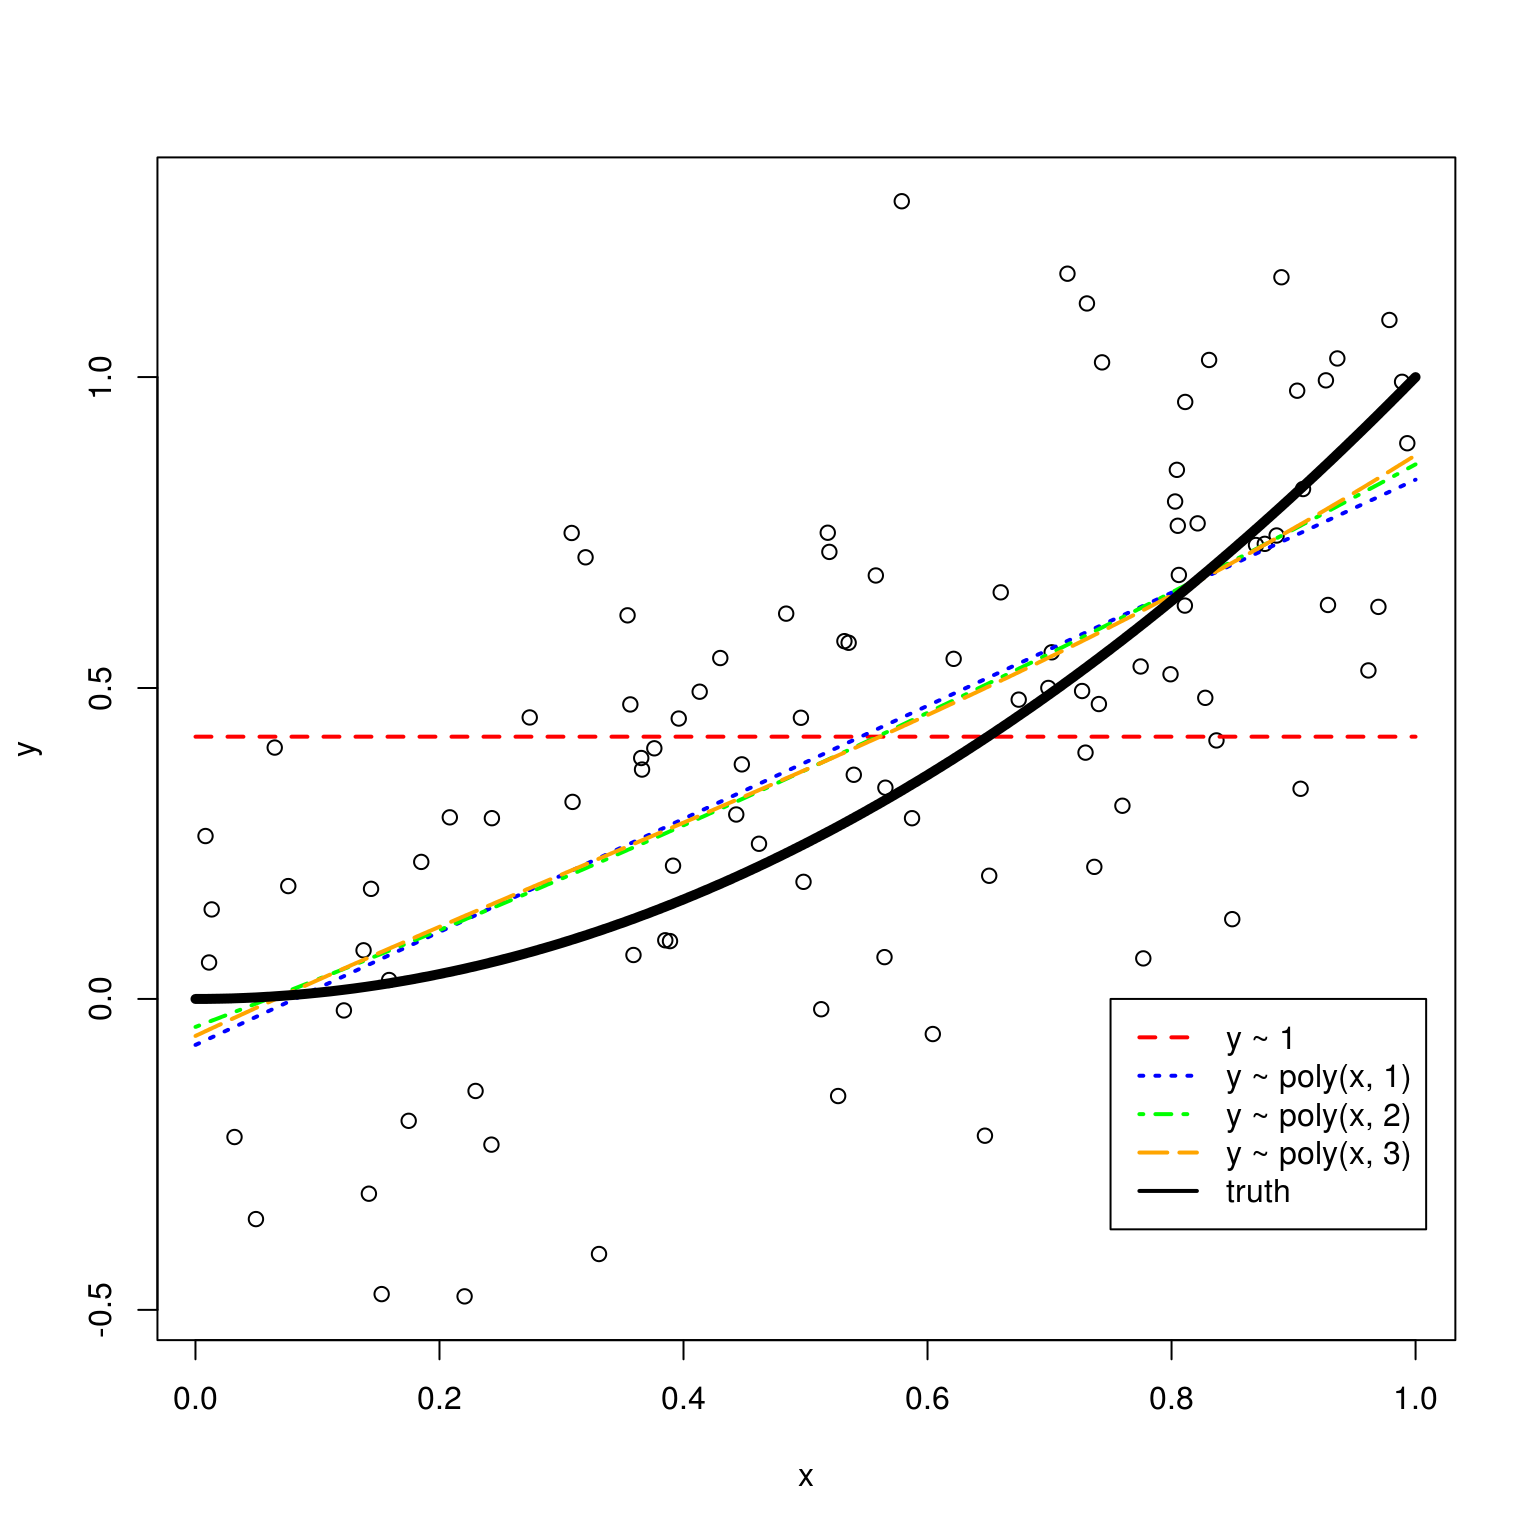 y
1.0
0.5
0.0
-0.5
0.0 0.2 0.4 0.6 0.8 1.0
x
y ~ 1
y ~ poly(x, 1)
y ~ poly(x, 2)
y ~ poly(x, 3)
truth